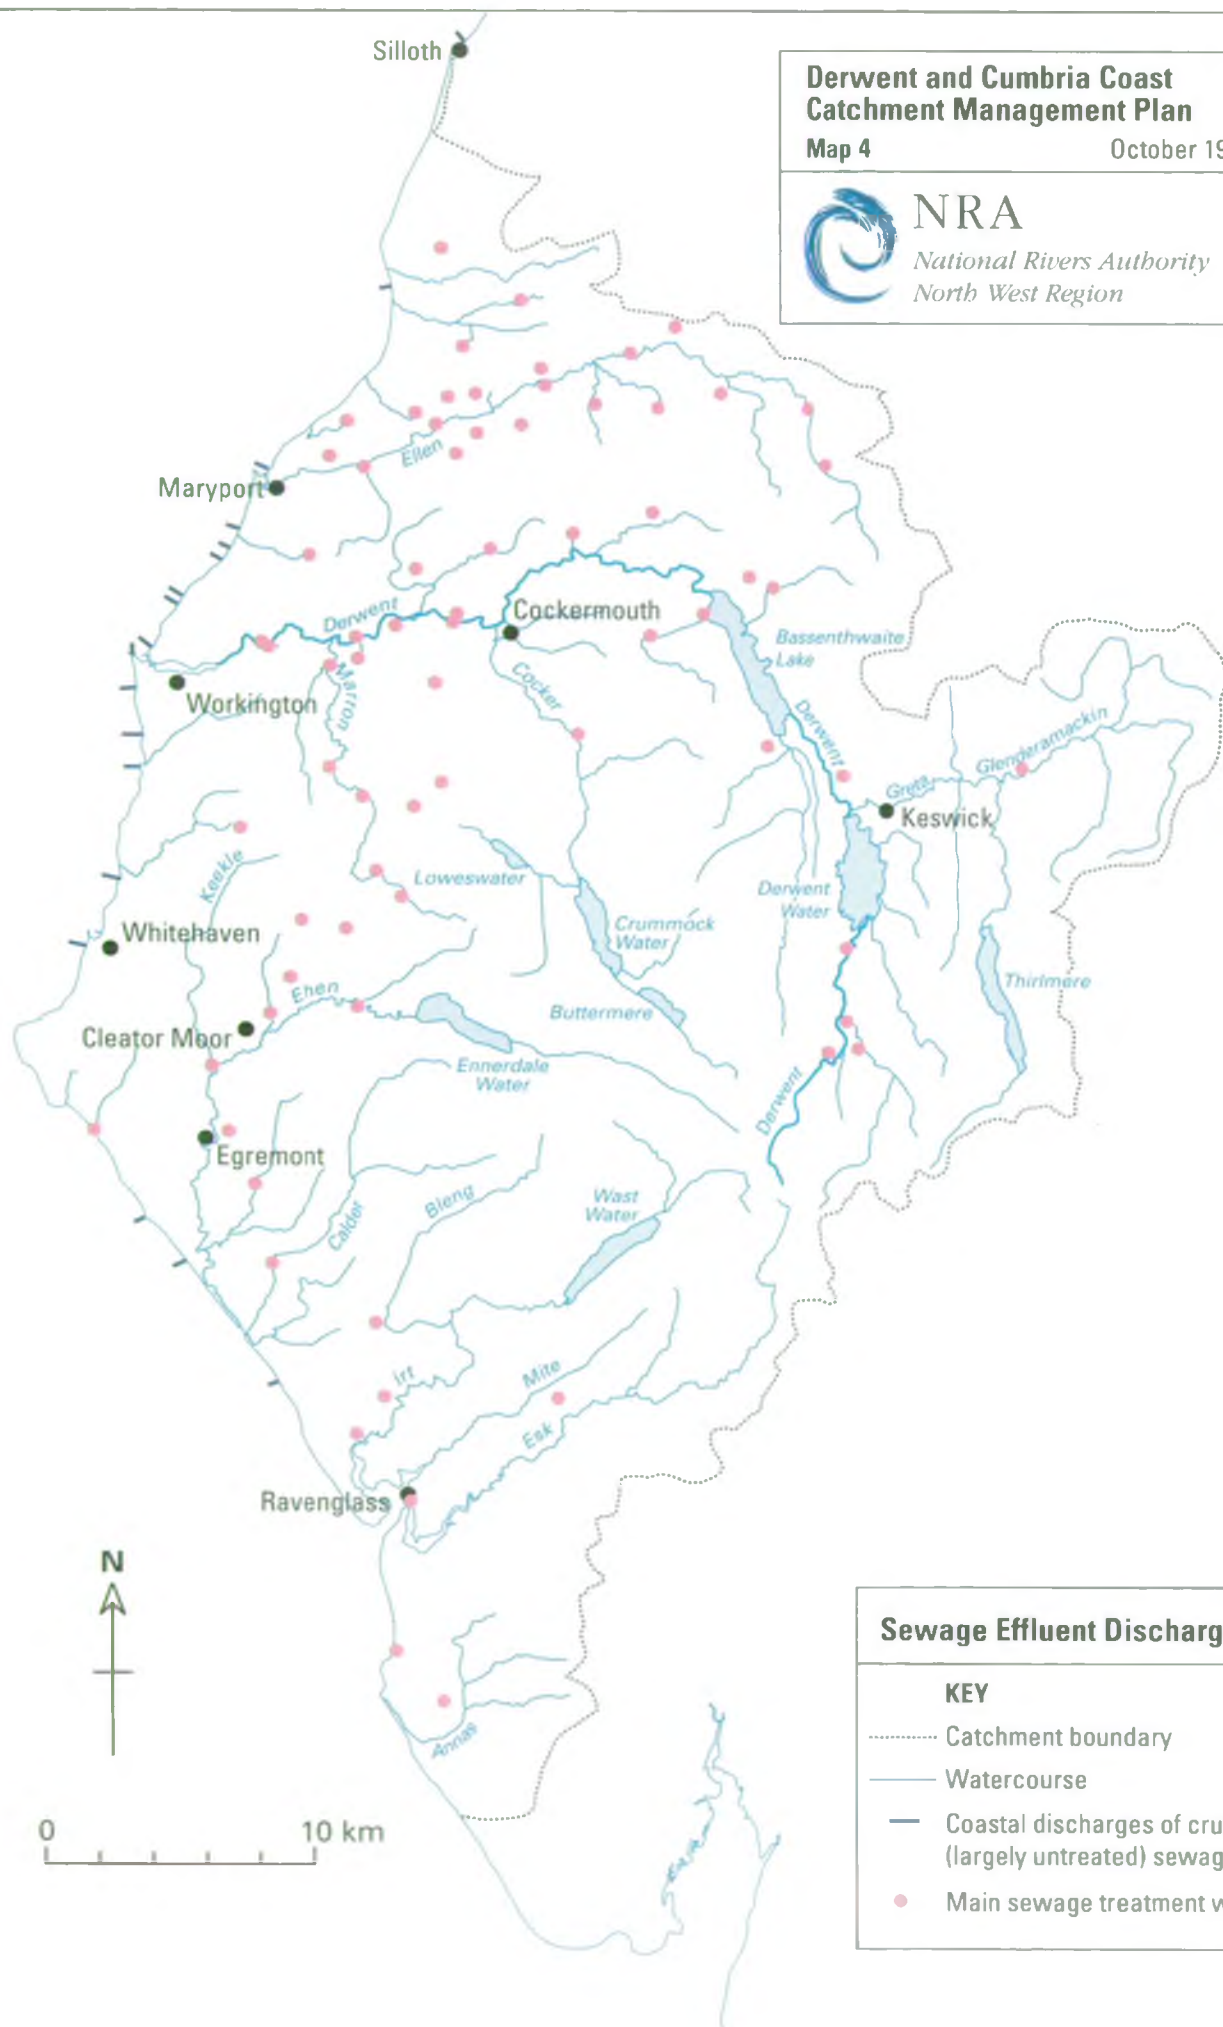 Silloth
Derwent and Cumbria Coast
Catchment Management Plan
Map 4 October 19
NRA
National Rivers Authority
North West Region
Ellen
Maryport
Derwent
Cockermouth
Bassenthwaite
Lake
Marron
Cocker
Workington
Derwent
Glenderamackin
Greta
Keswick
Keekle
Loweswater
Derwent
Water
Crummock
Water
Whitehaven
Thirlmere
Ehen
Buttermere
Cleator Moor
Ennerdale
Water
Derwent
Egremont
Calder
Bleng
Wast
Water
Irt
Mite
Esk
Ravenglass
N
Annas
0 10 km
Sewage Effluent Discharg
KEY
Catchment boundary
Watercourse
Coastal discharges of cru
(largely untreated) sewag
Main sewage treatment w